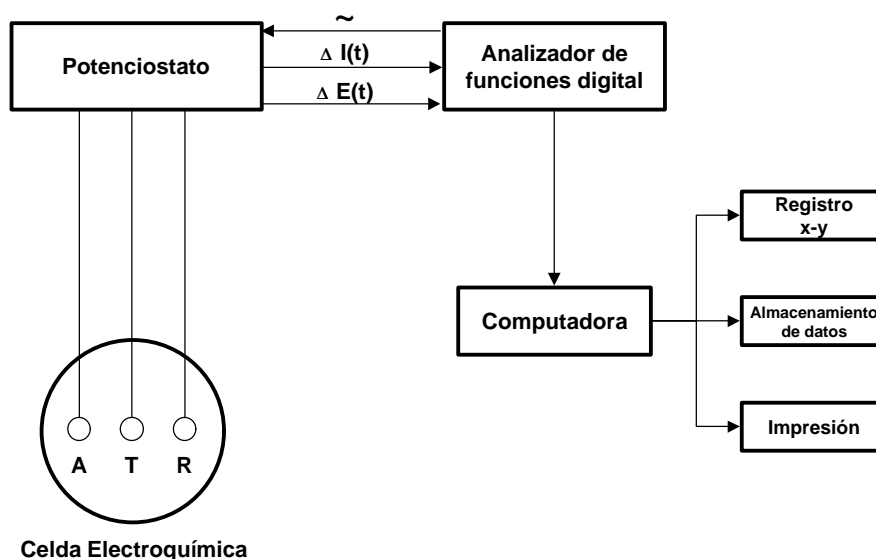 ~
Potenciostato
Δ I(t)
Δ E(t)
Analizador de
funciones digital
Registro
x-y
Computadora
Almacenamiento
de datos
Impresión
A T R
Celda Electroquímica